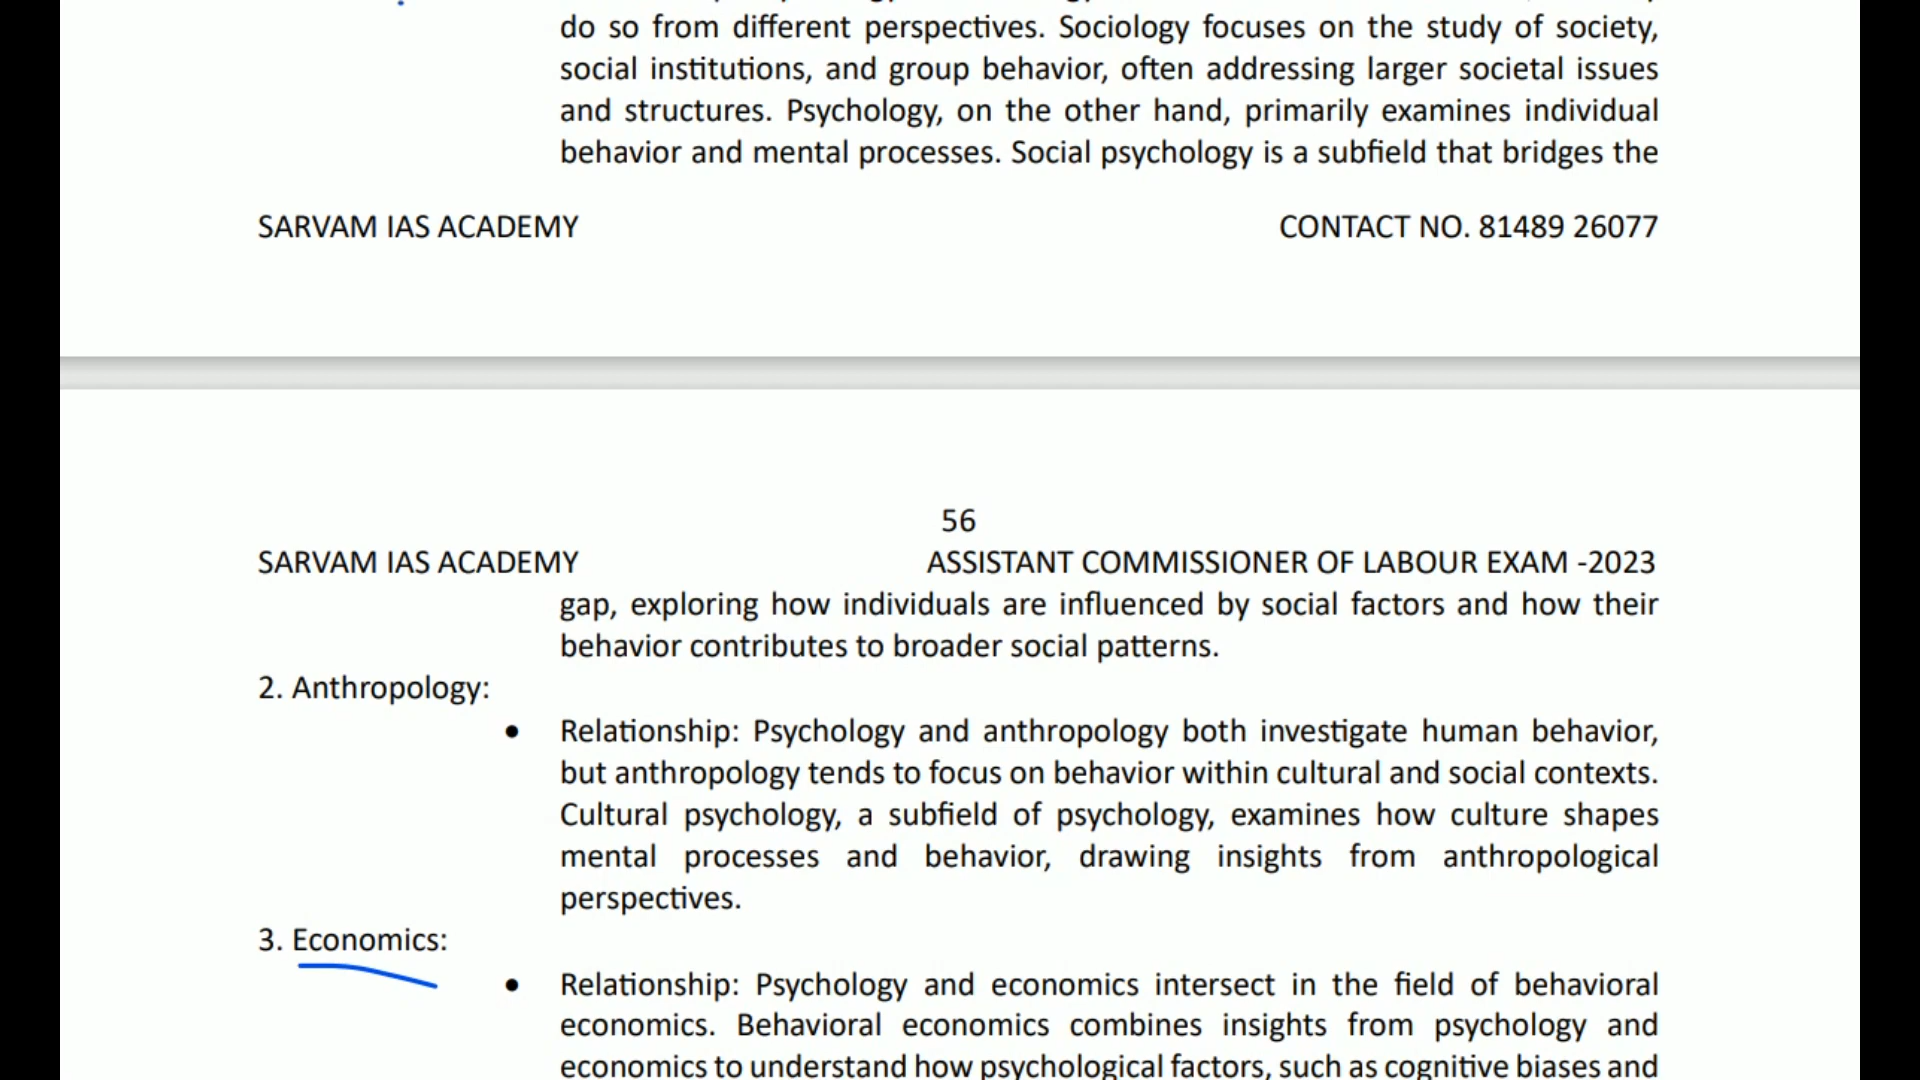 do so from different perspectives. Sociology focuses on the study of society,
social institutions, and group behavior, often addressing larger societal issues
and structures. Psychology, on the other hand, primarily examines individual
behavior and mental processes. Social psychology is a subfield that bridges the
SARVAM IAS ACADEMY CONTACT NO. 81489 26077
56
SARVAM IAS ACADEMY ASSISTANT COMMISSIONER OF LABOUR EXAM -2023
gap, exploring how individuals are influenced by social factors and how their
behavior contributes to broader social patterns.
2. Anthropology:
• Relationship: Psychology and anthropology both investigate human behavior,
but anthropology tends to focus on behavior within cultural and social contexts.
Cultural psychology, a subfield of psychology, examines how culture shapes
mental processes and behavior, drawing insights from anthropological
perspectives.
3. Economics:
• Relationship: Psychology and economics intersect in the field of behavioral
economics. Behavioral economics combines insights from psychology and
economics to understand how psychological factors, such as cognitive biases and